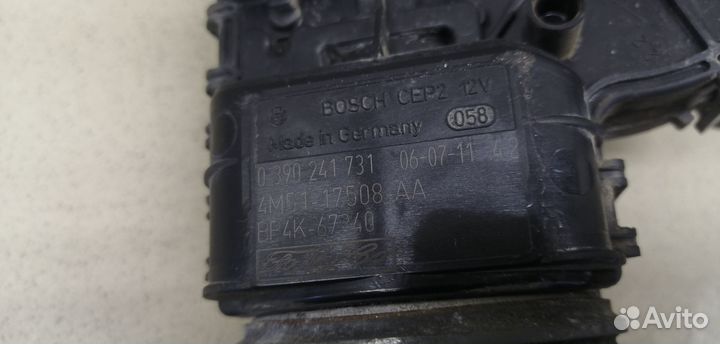 BOSCH CEP2 12V
Made in Germany 058
0 390 241 731 06-07-11 4
4M51-17508-AA
BP4K-67340
Avito